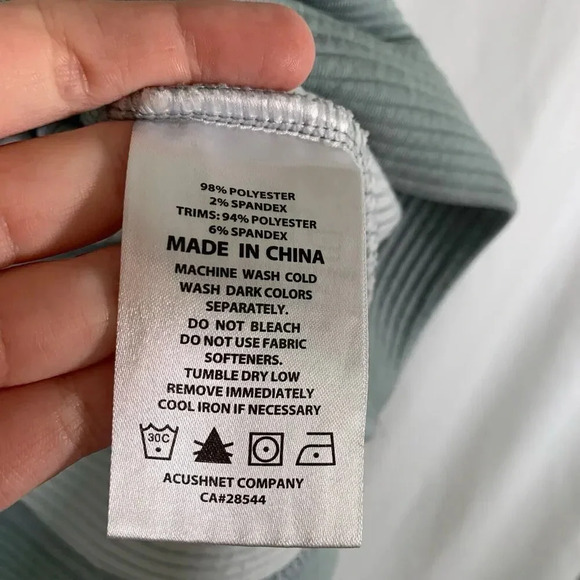 98% POLYESTER
2% SPANDEX
TRIMS: 94% POLYESTER
6% SPANDEX
MADE IN CHINA
MACHINE WASH COLD
WASH DARK COLORS
SEPARATELY.
DO NOT BLEACH
DO NOT USE FABRIC
SOFTENERS.
TUMBLE DRY LOW
REMOVE IMMEDIATELY
COOL IRON IF NECESSARY
30C
ACUSHNET COMPANY
CA#28544